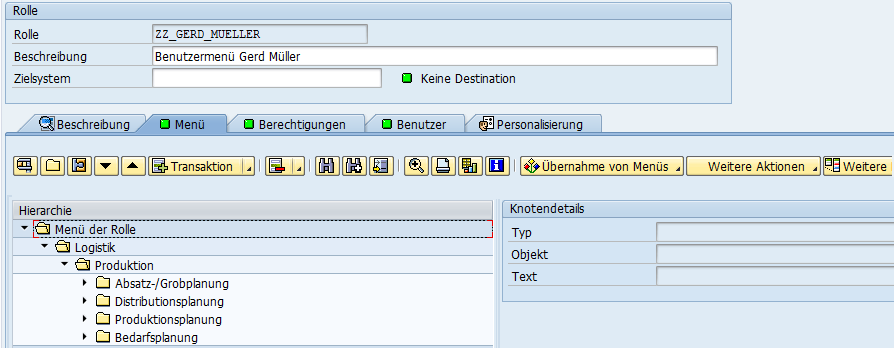 Rolle
Rolle ZZ_GERD_MUELLER
Beschreibung Benutzermenü Gerd Müller
Zielsystem Keine Destination
Beschreibung Menü Berechtigungen Benutzer Personalisierung
Transaktion Übernahme von Menüs Weitere Aktionen Weitere
Hierarchie
Menü der Rolle
Logistik
Produktion
Absatz-/Grobplanung
Distributionsplanung
Produktionsplanung
Bedarfsplanung
Knotendetails
Typ
Objekt
Text